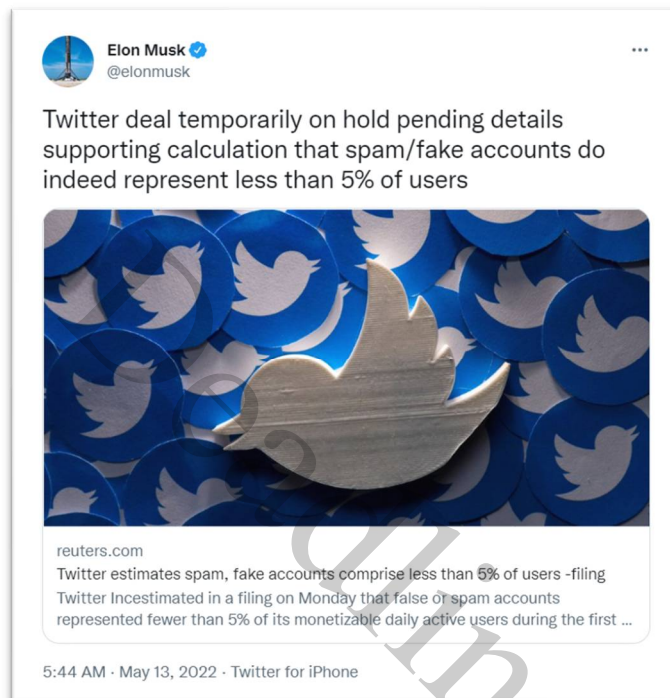 Elon Musk
@elonmusk
Twitter deal temporarily on hold pending details
supporting calculation that spam/fake accounts do
indeed represent less than 5% of users
reuters.com
Twitter estimates spam, fake accounts comprise less than 5% of users -filing
Twitter Incestimated in a filing on Monday that false or spam accounts
represented fewer than 5% of its monetizable daily active users during the first ...
5:44 AM · May 13, 2022 · Twitter for iPhone